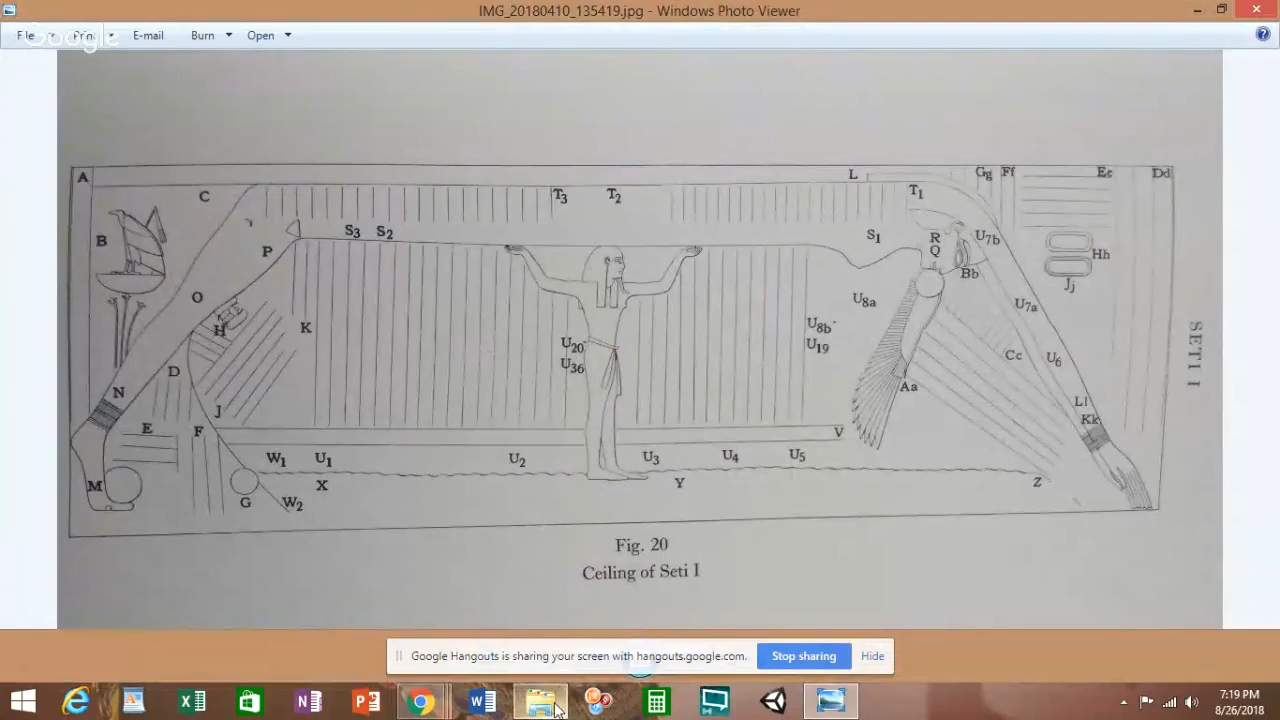 IMG_20180410_135419.jpg - Windows Photo Viewer
File Print E-mail Burn Open
Google
A
C
L
Gg Ff Ee Dd
T3 T2 T1
B
P
S3 S2
S1
R
Q
U7b
Bb
Hh
Jj
O
H
K
U8a
U7a
U8b
U19
U20
U36
Cc
U6
D
Aa
N
J
Ll
Kk
E
F
V
W1 U1 U2 U3 U4 U5
M
G
X
Y
Z
W2
SETI I
Fig. 20
Ceiling of Seti I
Google Hangouts is sharing your screen with hangouts.google.com. Stop sharing Hide
7:19 PM
8/26/2018